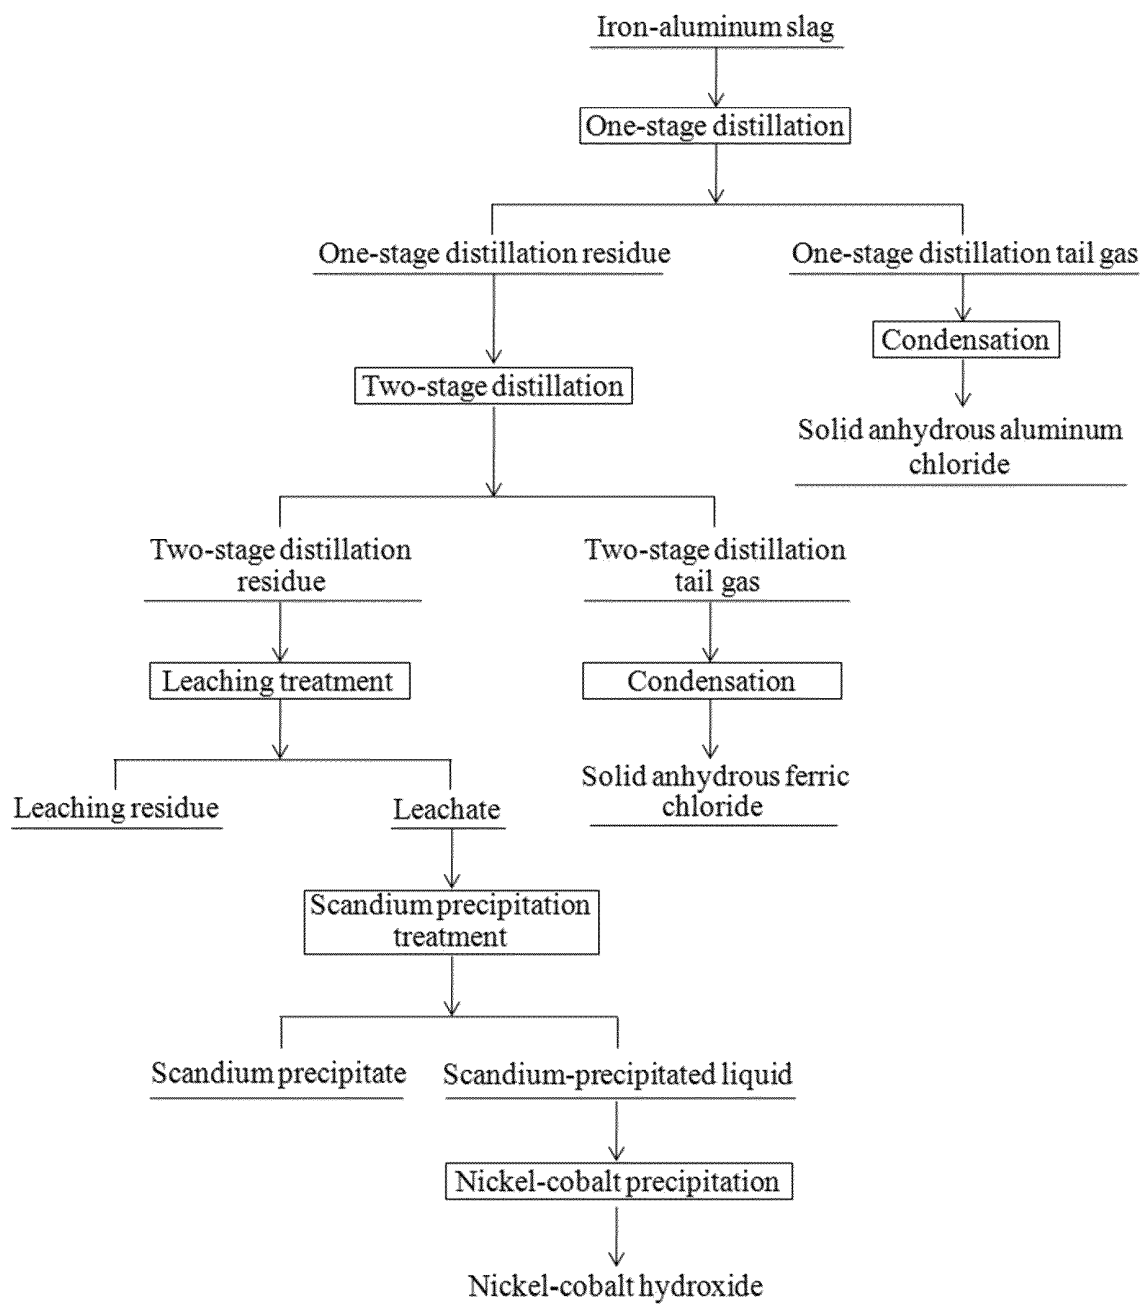 Iron-aluminum slag
One-stage distillation
One-stage distillation residue
One-stage distillation tail gas
Condensation
Two-stage distillation
Solid anhydrous aluminum
chloride
Two-stage distillation
residue
Two-stage distillation
tail gas
Leaching treatment
Condensation
Solid anhydrous ferric
chloride
Leaching residue
Leachate
Scandium precipitation
treatment
Scandium precipitate
Scandium-precipitated liquid
Nickel-cobalt precipitation
Nickel-cobalt hydroxide